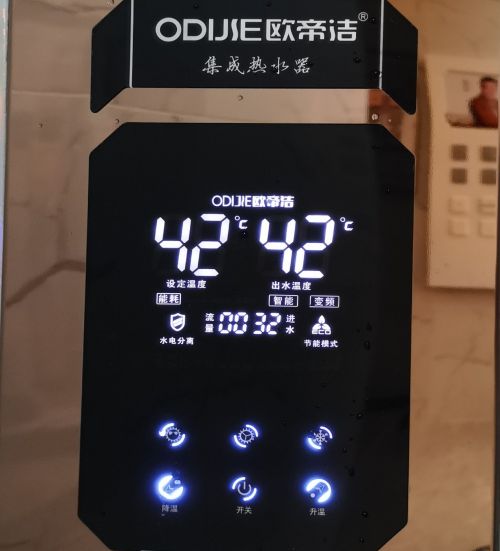 ODIJIE欧帝洁®
集成热水器
ODIJIE欧帝洁
42℃ 42℃
设定温度 出水温度
能耗 智能 变频
流量 0032 进水
水电分离 ECO 节能模式
降温 开关 升温